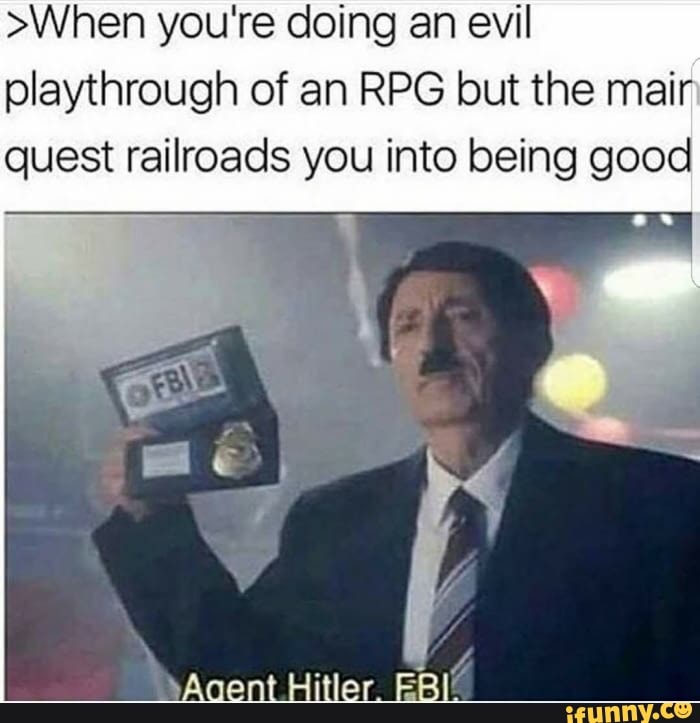 >When you're doing an evil
playthrough of an RPG but the main
quest railroads you into being good
FBI
Agent Hitler. FBI.
ifunny.co